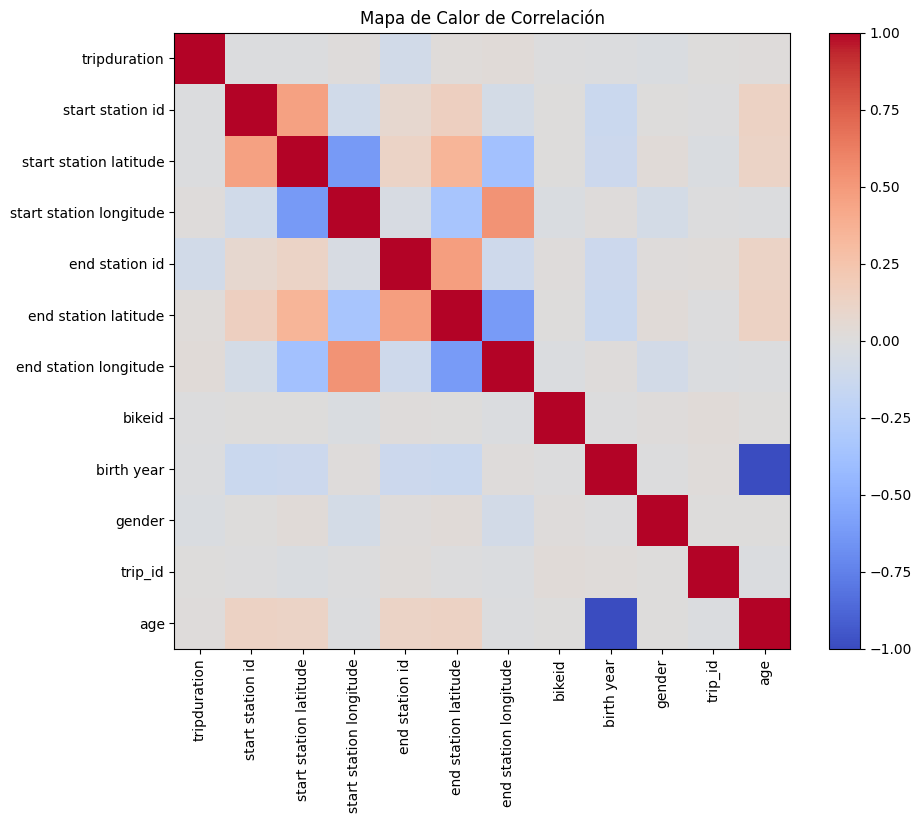 Mapa de Calor de Correlación
tripduration
start station id
start station latitude
start station longitude
end station id
end station latitude
end station longitude
bikeid
birth year
gender
trip_id
age
tripduration
start station id
start station latitude
start station longitude
end station id
end station latitude
end station longitude
bikeid
birth year
gender
trip_id
age
1.00
0.75
0.50
0.25
0.00
−0.25
−0.50
−0.75
−1.00